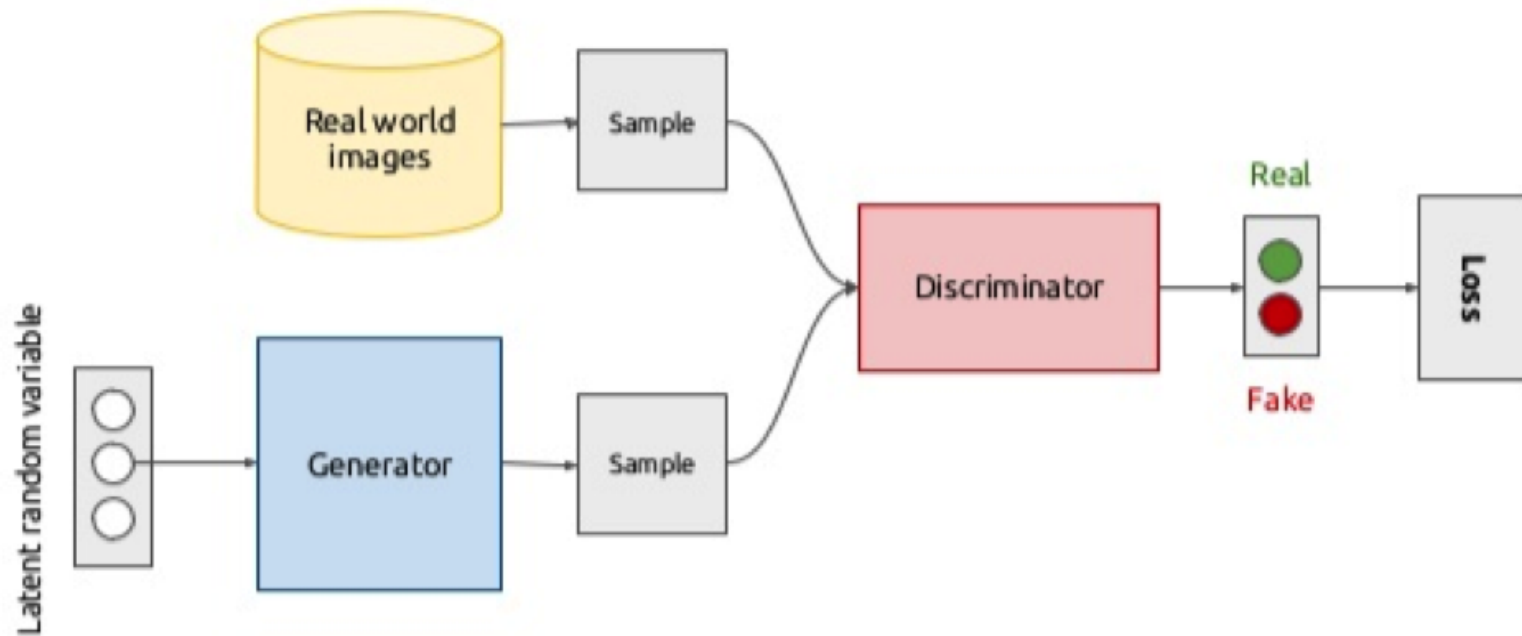 Real world
images
Sample
Real
Discriminator
Loss
Fake
Latent random variable
Generator
Sample